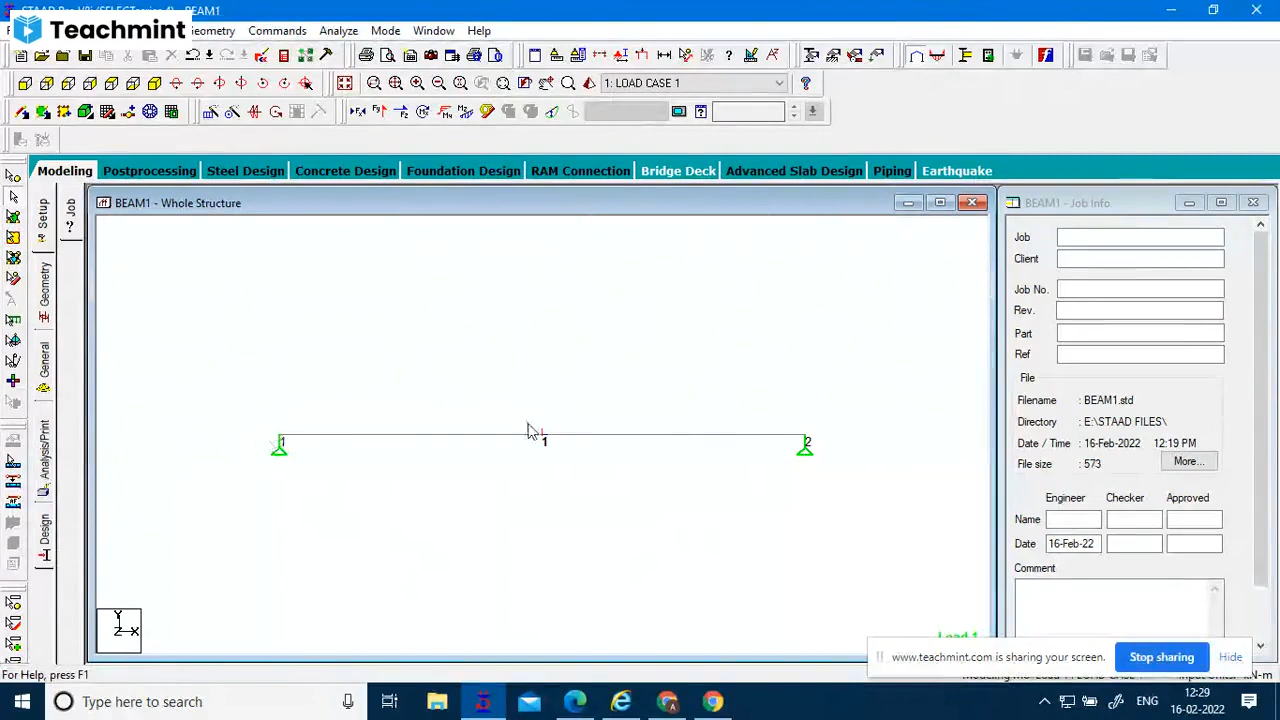 BEAM1
Teachmint
Geometry Commands Analyze Mode Window Help
1: LOAD CASE 1
Modeling Postprocessing Steel Design Concrete Design Foundation Design RAM Connection Bridge Deck Advanced Slab Design Piping Earthquake
BEAM1 - Whole Structure
BEAM1 - Job Info
Setup
Geometry
General
Analysis/Print
Design
Job
1
1
2
Y
Z X
Load 1
Job
Client
Job No.
Rev.
Part
Ref
File
Filename : BEAM1.std
Directory : E:\STAAD FILES\
Date / Time : 16-Feb-2022 12:19 PM
File size : 573
More...
Engineer Checker Approved
Name
Date 16-Feb-22
Comment
www.teachmint.com is sharing your screen.
Stop sharing
Hide
For Help, press F1
Type here to search
ENG
12:29
16-02-2022